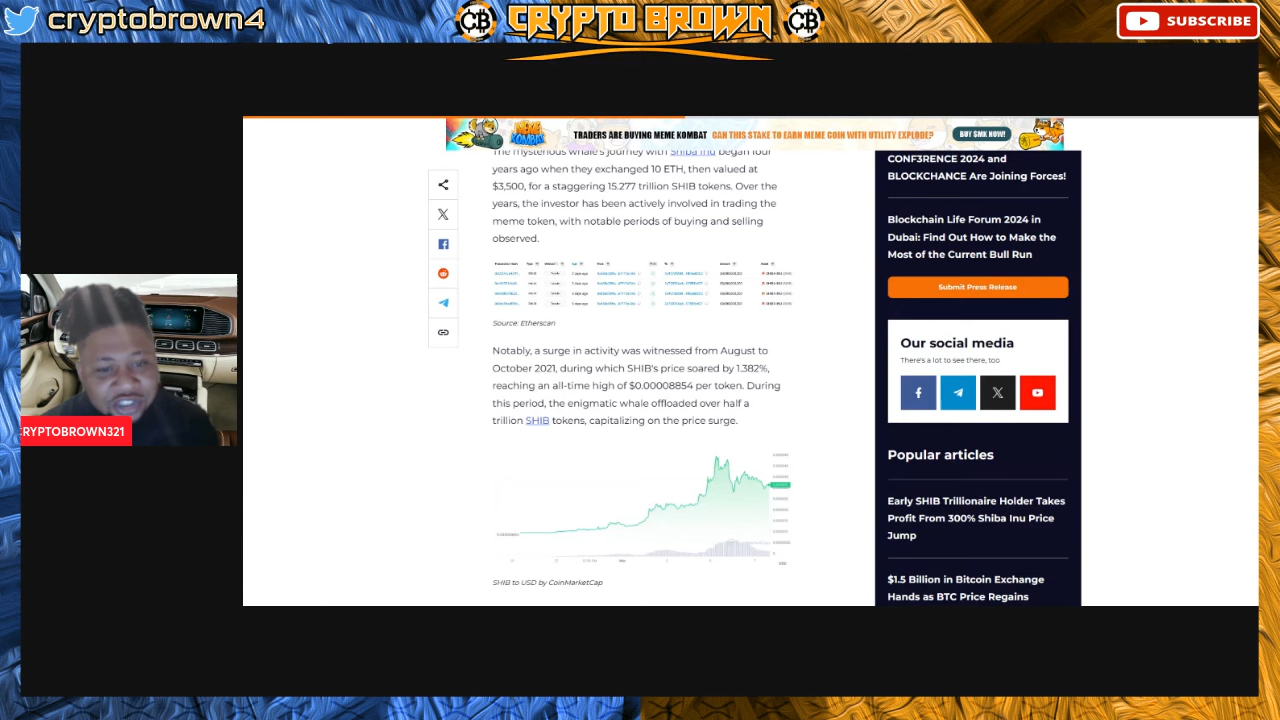 cryptobrown4
CB
CRYPTO BROWN
CB
SUBSCRIBE
MEME KOMBAT
TRADERS ARE BUYING MEME KOMBAT CAN THIS STAKE TO EARN MEME COIN WITH UTILITY EXPLODE?
BUY $MK NOW!
The mysterious whale's journey with Shiba Inu began four
years ago when they exchanged 10 ETH, then valued at
$3,500, for a staggering 15.277 trillion SHIB tokens. Over the
years, the investor has been actively involved in trading the
meme token, with notable periods of buying and selling
observed.
Source: Etherscan
Notably, a surge in activity was witnessed from August to
October 2021, during which SHIB's price soared by 1.382%,
reaching an all-time high of $0.00008854 per token. During
this period, the enigmatic whale offloaded over half a
trillion SHIB tokens, capitalizing on the price surge.
SHIB to USD by CoinMarketCap
CONF3RENCE 2024 and
BLOCKCHANCE Are Joining Forces!
Blockchain Life Forum 2024 in
Dubai: Find Out How to Make the
Most of the Current Bull Run
Submit Press Release
Our social media
There's a lot to see there, too
Popular articles
Early SHIB Trillionaire Holder Takes
Profit From 300% Shiba Inu Price
Jump
$1.5 Billion in Bitcoin Exchange
Hands as BTC Price Regains
CRYPTOBROWN321